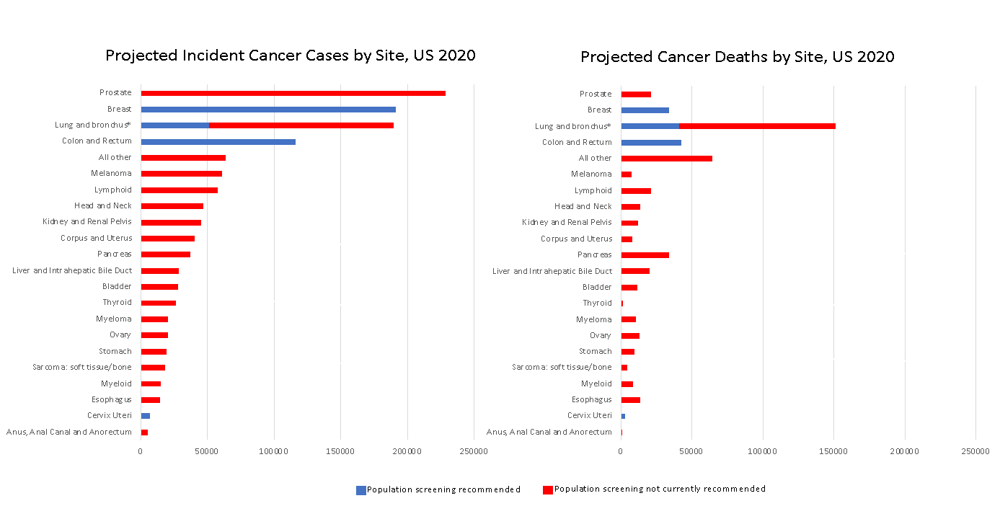 Projected Incident Cancer Cases by Site, US 2020
Prostate
Breast
Lung and bronchus*
Colon and Rectum
All other
Melanoma
Lymphoid
Head and Neck
Kidney and Renal Pelvis
Corpus and Uterus
Pancreas
Liver and Intrahepatic Bile Duct
Bladder
Thyroid
Myeloma
Ovary
Stomach
Sarcoma: soft tissue/bone
Myeloid
Esophagus
Cervix Uteri
Anus, Anal Canal and Anorectum
0 50000 100000 150000 200000 250000
Projected Cancer Deaths by Site, US 2020
Prostate
Breast
Lung and bronchus*
Colon and Rectum
All other
Melanoma
Lymphoid
Head and Neck
Kidney and Renal Pelvis
Corpus and Uterus
Pancreas
Liver and Intrahepatic Bile Duct
Bladder
Thyroid
Myeloma
Ovary
Stomach
Sarcoma: soft tissue/bone
Myeloid
Esophagus
Cervix Uteri
Anus, Anal Canal and Anorectum
0 50000 100000 150000 200000 250000
Population screening recommended
Population screening not currently recommended